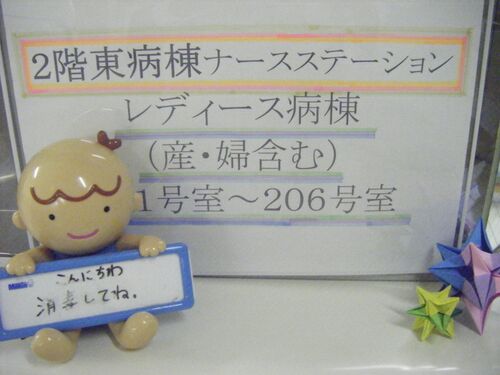 2階東病棟ナースステーション
レディース病棟
(産・婦含む)
1号室～206号室
こんにちわ
消毒してね。